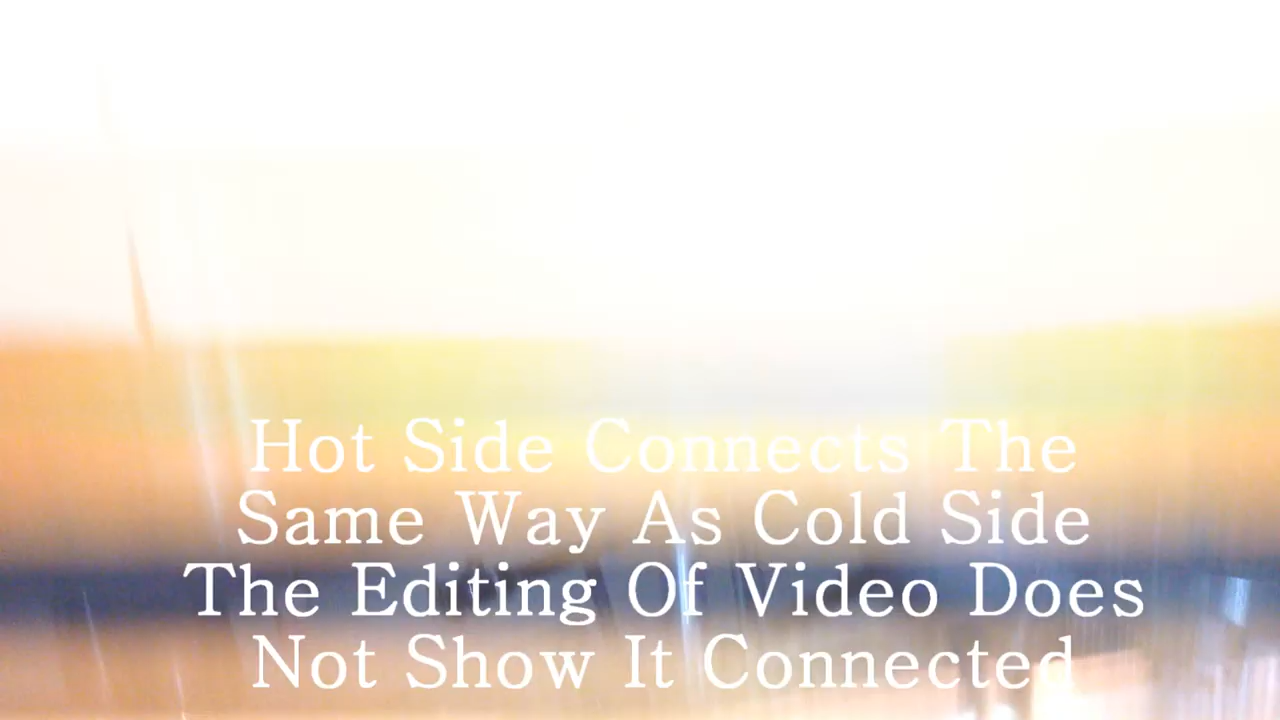 Hot Side Connects The
Same Way As Cold Side
The Editing Of Video Does
Not Show It Connected